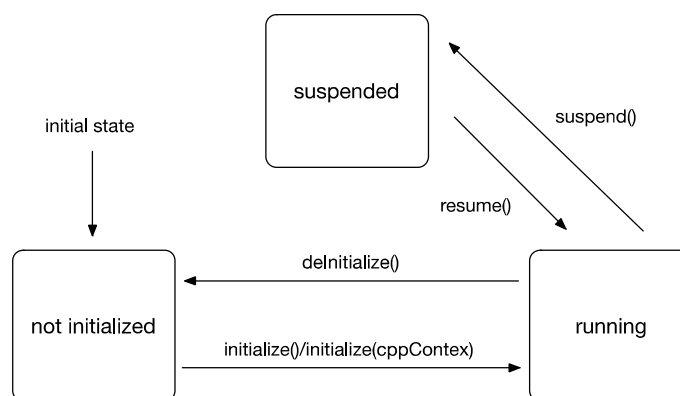 suspended
initial state
suspend()
resume()
deInitialize()
not initialized
running
initialize()/initialize(cppContex)